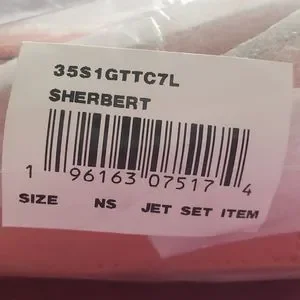 35S1GTTC7L
SHERBERT
1 96163 07517 4
SIZE NS JET SET ITEM